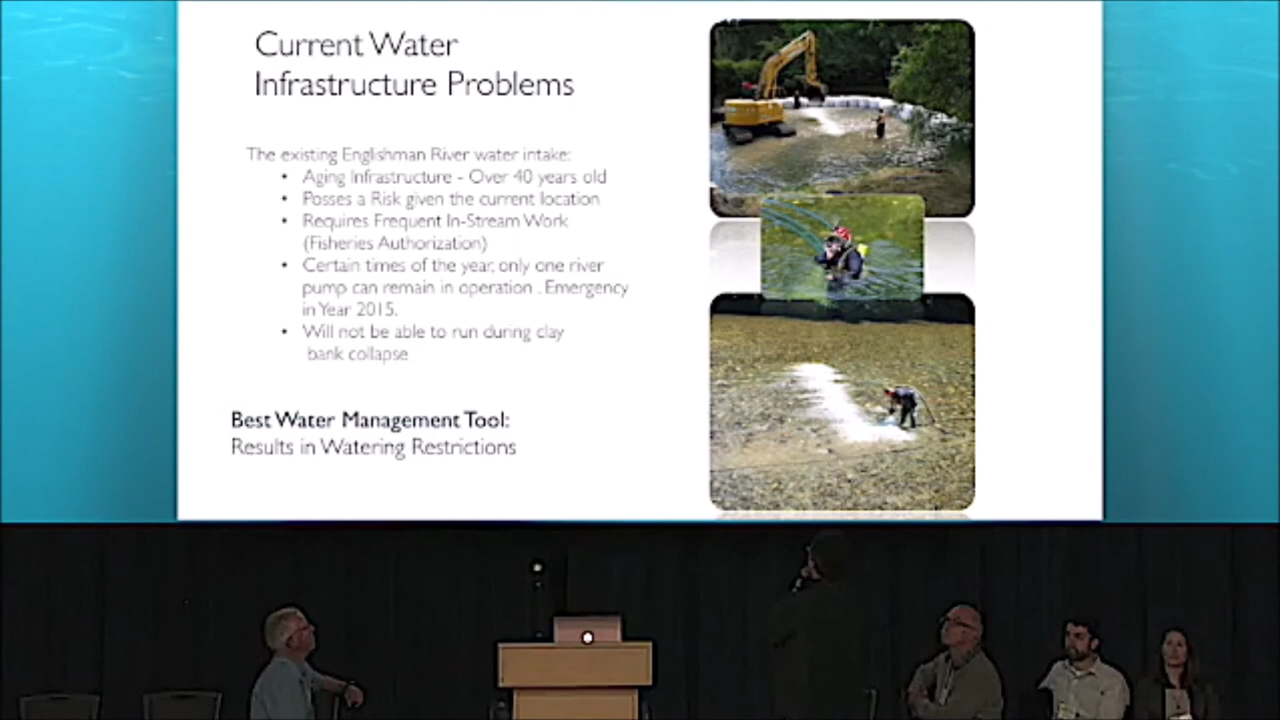 Current Water
Infrastructure Problems
The existing Englishman River water intake:
• Aging Infrastructure - Over 40 years old
• Posses a Risk given the current location
• Requires Frequent In-Stream Work
(Fisheries Authorization)
• Certain times of the year, only one river
pump can remain in operation . Emergency
in Year 2015.
• Will not be able to run during clay
bank collapse
Best Water Management Tool:
Results in Watering Restrictions